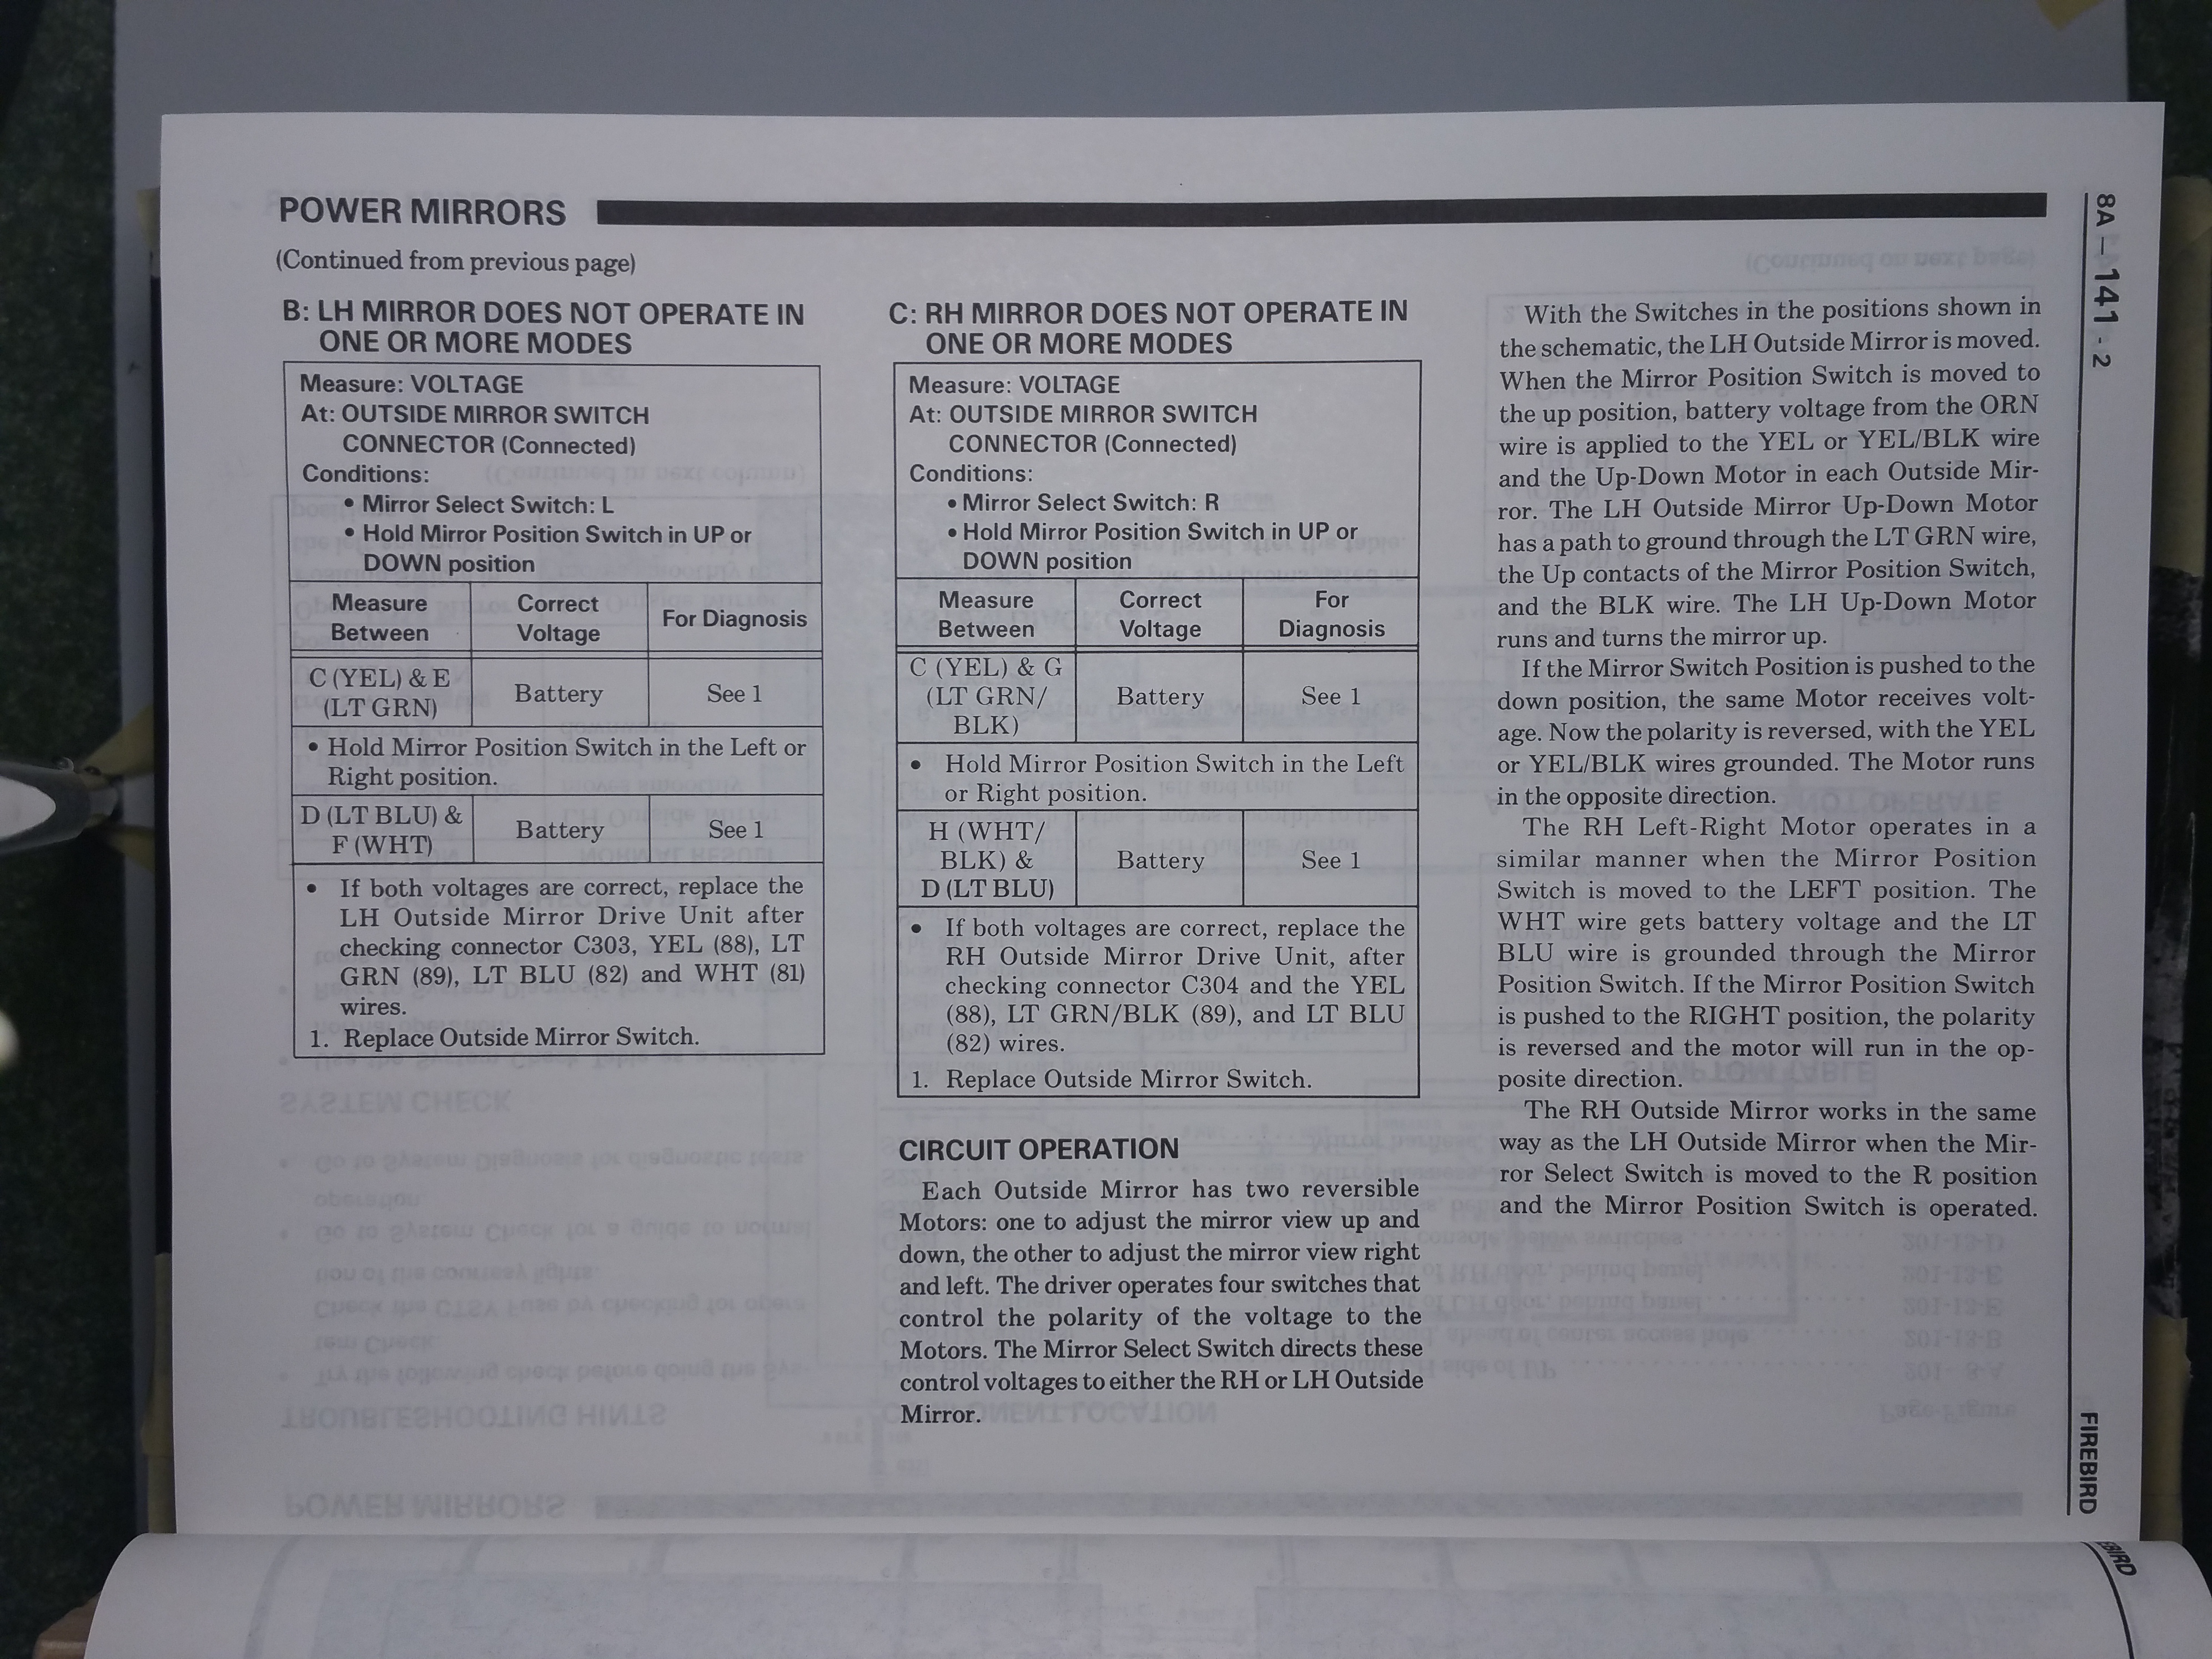 POWER MIRRORS
(Continued from previous page)
B: LH MIRROR DOES NOT OPERATE IN
ONE OR MORE MODES
Measure: VOLTAGE
At: OUTSIDE MIRROR SWITCH
CONNECTOR (Connected)
Conditions:
• Mirror Select Switch: L
• Hold Mirror Position Switch in UP or
DOWN position
Measure Between | Correct Voltage | For Diagnosis
C (YEL) & E (LT GRN) | Battery | See 1
• Hold Mirror Position Switch in the Left or
Right position.
D (LT BLU) & F (WHT) | Battery | See 1
• If both voltages are correct, replace the
LH Outside Mirror Drive Unit after
checking connector C303, YEL (88), LT
GRN (89), LT BLU (82) and WHT (81)
wires.
1. Replace Outside Mirror Switch.
C: RH MIRROR DOES NOT OPERATE IN
ONE OR MORE MODES
Measure: VOLTAGE
At: OUTSIDE MIRROR SWITCH
CONNECTOR (Connected)
Conditions:
• Mirror Select Switch: R
• Hold Mirror Position Switch in UP or
DOWN position
Measure Between | Correct Voltage | For Diagnosis
C (YEL) & G (LT GRN/ BLK) | Battery | See 1
• Hold Mirror Position Switch in the Left
or Right position.
H (WHT/ BLK) & D (LT BLU) | Battery | See 1
• If both voltages are correct, replace the
RH Outside Mirror Drive Unit, after
checking connector C304 and the YEL
(88), LT GRN/BLK (89), and LT BLU
(82) wires.
1. Replace Outside Mirror Switch.
CIRCUIT OPERATION
Each Outside Mirror has two reversible
Motors: one to adjust the mirror view up and
down, the other to adjust the mirror view right
and left. The driver operates four switches that
control the polarity of the voltage to the
Motors. The Mirror Select Switch directs these
control voltages to either the RH or LH Outside
Mirror.
With the Switches in the positions shown in
the schematic, the LH Outside Mirror is moved.
When the Mirror Position Switch is moved to
the up position, battery voltage from the ORN
wire is applied to the YEL or YEL/BLK wire
and the Up-Down Motor in each Outside Mir-
ror. The LH Outside Mirror Up-Down Motor
has a path to ground through the LT GRN wire,
the Up contacts of the Mirror Position Switch,
and the BLK wire. The LH Up-Down Motor
runs and turns the mirror up.
If the Mirror Switch Position is pushed to the
down position, the same Motor receives volt-
age. Now the polarity is reversed, with the YEL
or YEL/BLK wires grounded. The Motor runs
in the opposite direction.
The RH Left-Right Motor operates in a
similar manner when the Mirror Position
Switch is moved to the LEFT position. The
WHT wire gets battery voltage and the LT
BLU wire is grounded through the Mirror
Position Switch. If the Mirror Position Switch
is pushed to the RIGHT position, the polarity
is reversed and the motor will run in the op-
posite direction.
The RH Outside Mirror works in the same
way as the LH Outside Mirror when the Mir-
ror Select Switch is moved to the R position
and the Mirror Position Switch is operated.
8A — 141 - 2
FIREBIRD